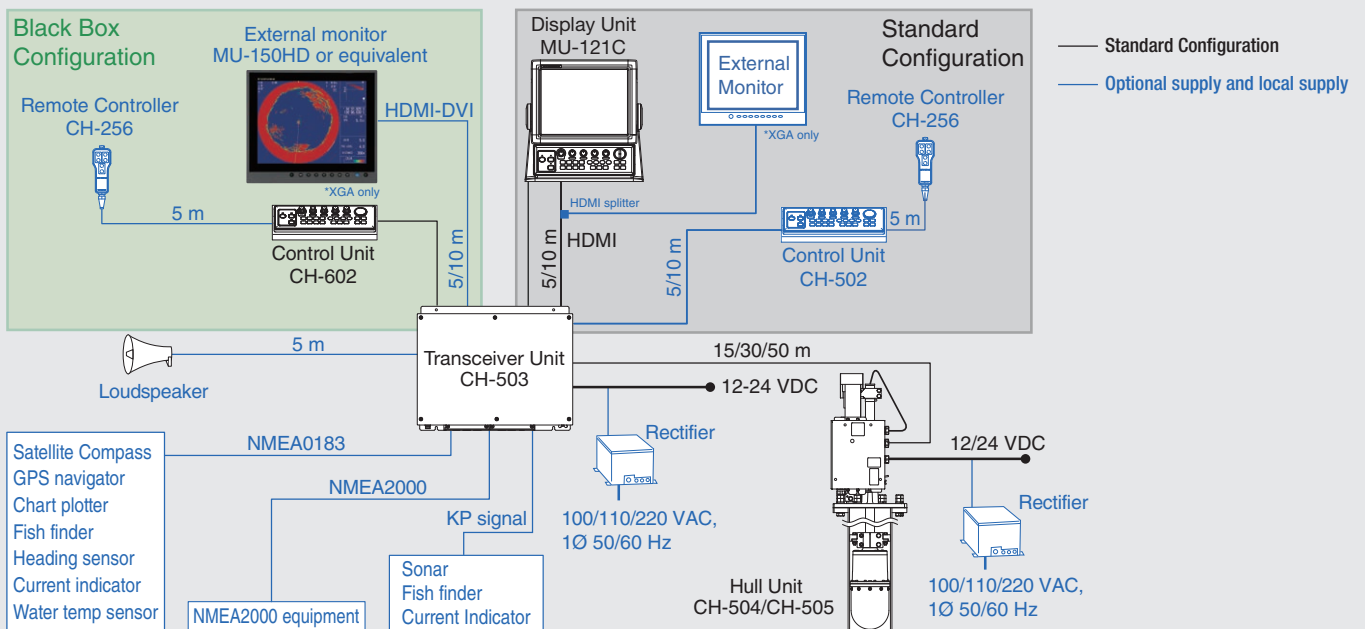 Black Box
Configuration
External monitor
MU-150HD or equivalent
Remote Controller
CH-256
HDMI-DVI
*XGA only
5 m
Control Unit
CH-602
5/10 m
Display Unit
MU-121C
External
Monitor
*XGA only
Standard
Configuration
Remote Controller
CH-256
HDMI splitter
HDMI
5/10 m
5/10 m
5 m
Control Unit
CH-502
Standard Configuration
Optional supply and local supply
Loudspeaker
5 m
Transceiver Unit
CH-503
15/30/50 m
12-24 VDC
Rectifier
100/110/220 VAC,
1Ø 50/60 Hz
12/24 VDC
Rectifier
100/110/220 VAC,
1Ø 50/60 Hz
Hull Unit
CH-504/CH-505
NMEA0183
Satellite Compass
GPS navigator
Chart plotter
Fish finder
Heading sensor
Current indicator
Water temp sensor
NMEA2000
NMEA2000 equipment
KP signal
Sonar
Fish finder
Current Indicator